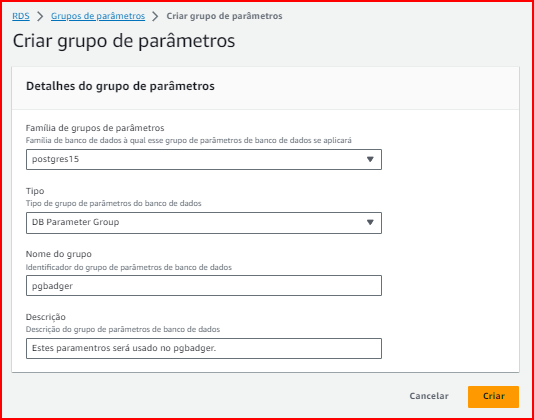 RDS > Grupos de parâmetros > Criar grupo de parâmetros
Criar grupo de parâmetros
Detalhes do grupo de parâmetros
Família de grupos de parâmetros
Família de banco de dados à qual esse grupo de parâmetros de banco de dados se aplicará
postgres15
Tipo
Tipo de grupo de parâmetros do banco de dados
DB Parameter Group
Nome do grupo
Identificador do grupo de parâmetros de banco de dados
pgbadger
Descrição
Descrição do grupo de parâmetros de banco de dados
Estes paramentros será usado no pgbadger.
Cancelar Criar